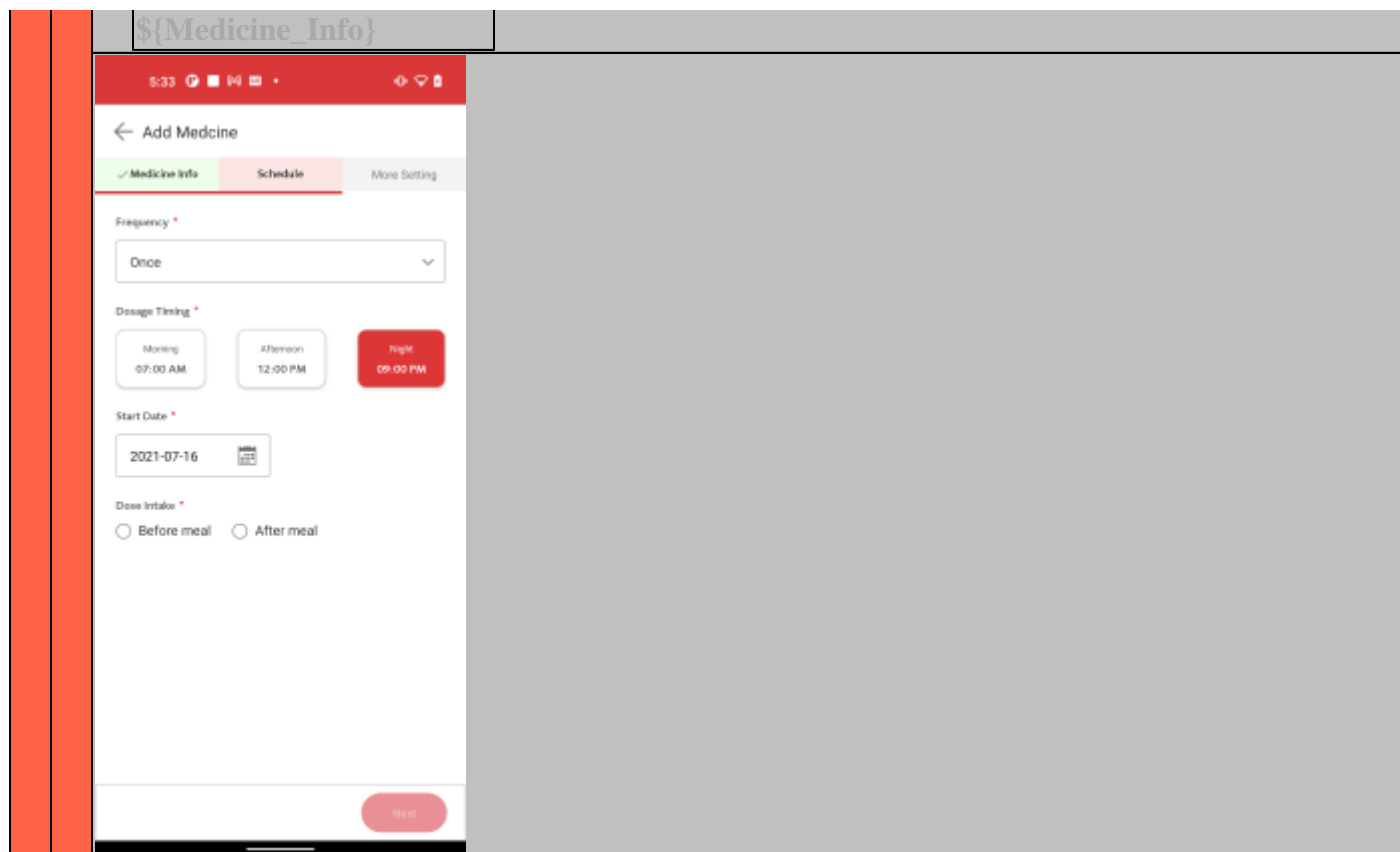 ${Medicine_Info}
5:33
Add Medcine
Medicine Info Schedule More Setting
Frequency *
Once
Dosage Timing *
Morning Afternoon Night
07:00 AM 12:00 PM 09:00 PM
Start Date *
2021-07-16
Dose Intake *
Before meal After meal
Next